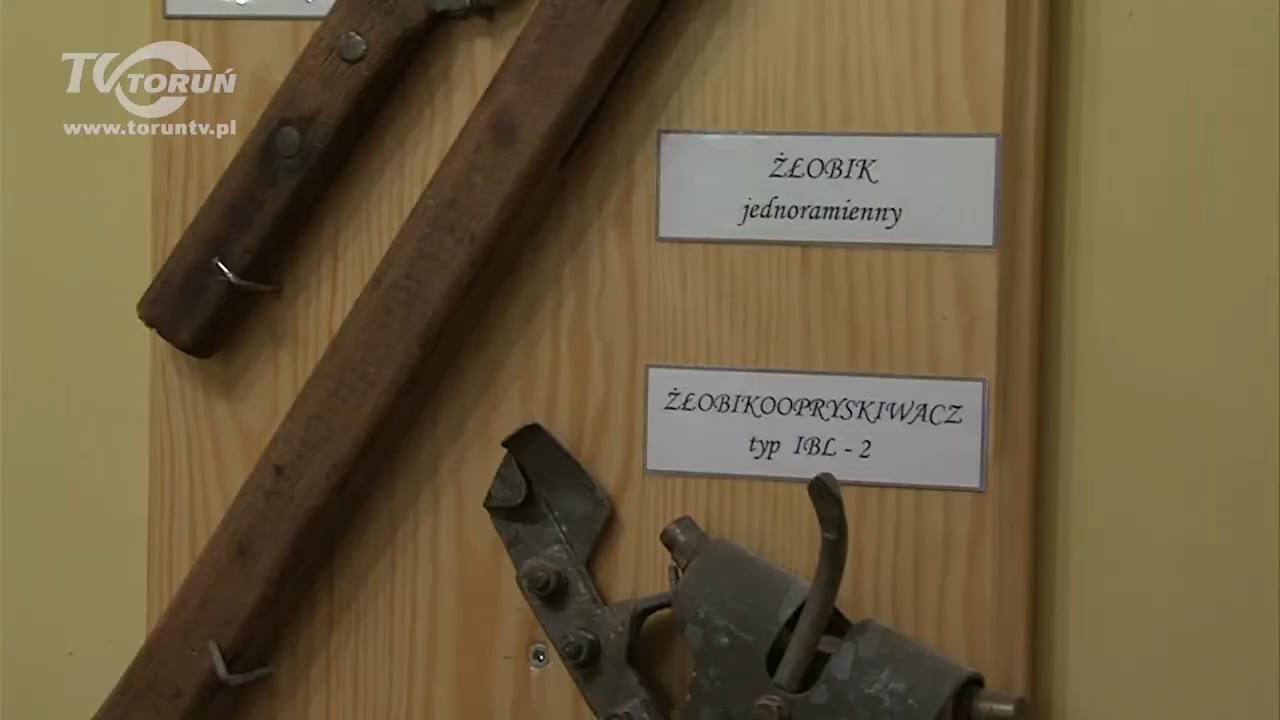 TV TORUŃ
www.toruntv.pl
ŻŁOBIK
jednoramienny
ŻŁOBIKOOPRYSKIWACZ
typ IBL - 2